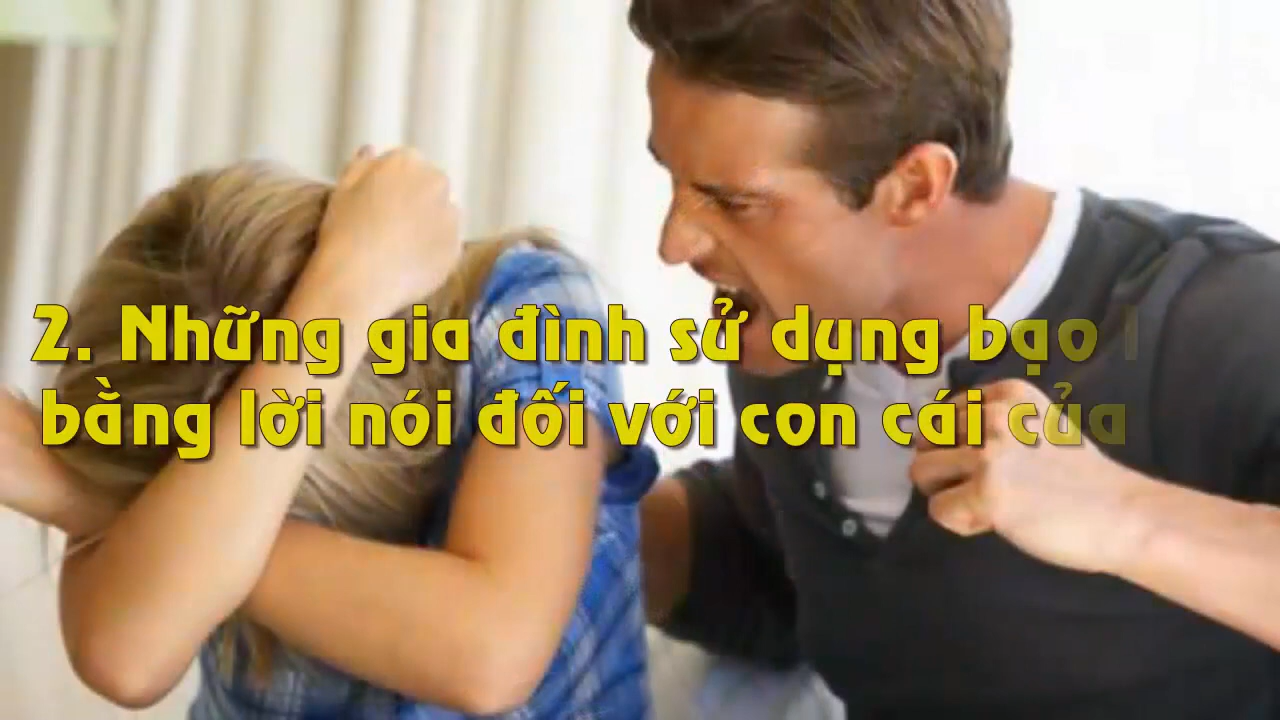 2. Những gia đình sử dụng bạo
bằng lời nói đối với con cái của